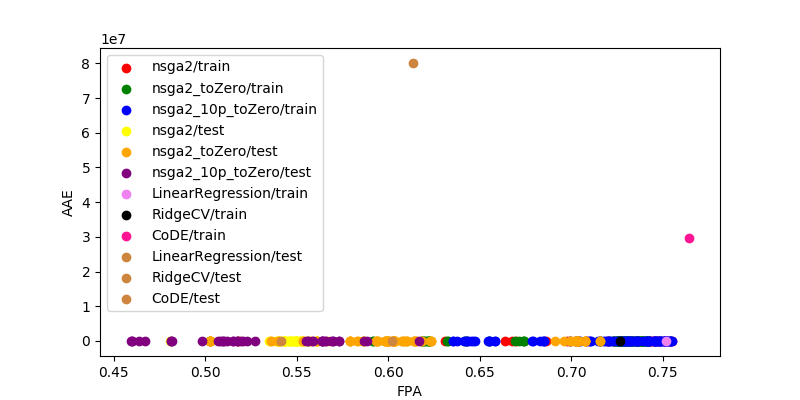 1e7
8
7
6
5
4
3
2
1
0
AAE
nsga2/train
nsga2_toZero/train
nsga2_10p_toZero/train
nsga2/test
nsga2_toZero/test
nsga2_10p_toZero/test
LinearRegression/train
RidgeCV/train
CoDE/train
LinearRegression/test
RidgeCV/test
CoDE/test
0.45 0.50 0.55 0.60 0.65 0.70 0.75
FPA